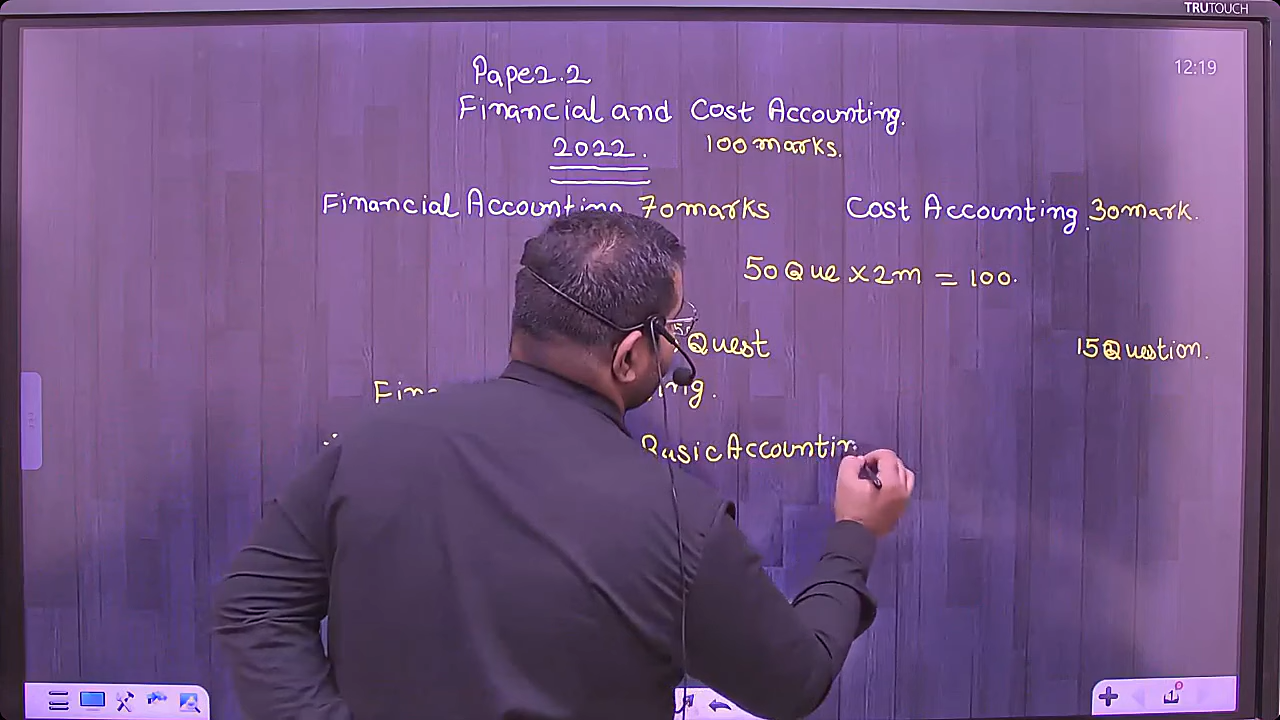 TRUTOUCH
12:19
Pape2.2
Financial and Cost Accounting.
2022. 100 marks.
Financial Accounting 70marks Cost Accounting 30mark.
50 Que x 2m = 100.
Quest 15 Question.
Basic Accountin